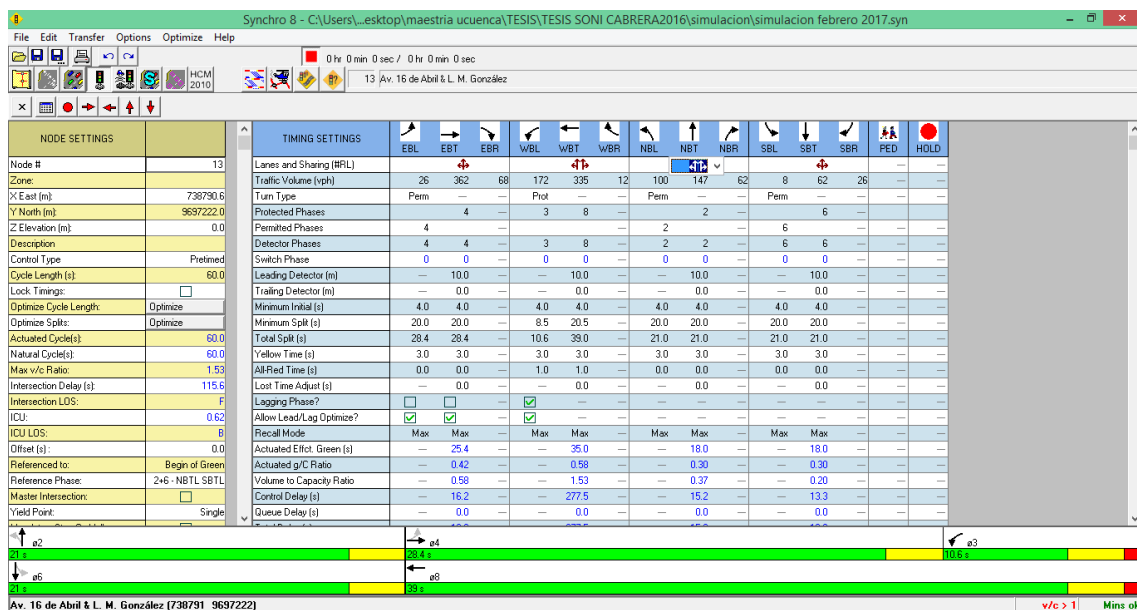 Synchro 8 - C:\Users\...esktop\maestria ucuenca\TESIS\TESIS SONI CABRERA2016\simulacion\simulacion febrero 2017.syn
File Edit Transfer Options Optimize Help
0 hr 0 min 0 sec / 0 hr 0 min 0 sec
HCM 2010
13 Av. 16 de Abril & L. M. González
NODE SETTINGS
Node # 13
Zone:
X East (m): 738790.6
Y North (m): 9697222.0
Z Elevation (m): 0.0
Description
Control Type Pretimed
Cycle Length (s): 60.0
Lock Timings:
Optimize Cycle Length: Optimize
Optimize Splits: Optimize
Actuated Cycle(s): 60.0
Natural Cycle(s): 60.0
Max v/c Ratio: 1.53
Intersection Delay (s): 115.6
Intersection LOS: F
ICU: 0.62
ICU LOS: B
Offset (s) : 0.0
Referenced to: Begin of Green
Reference Phase: 2+6 - NBTL SBTL
Master Intersection:
Yield Point: Single
TIMING SETTINGS EBL EBT EBR WBL WBT WBR NBL NBT NBR SBL SBT SBR PED HOLD
Lanes and Sharing (#RL) — —
Traffic Volume (vph) 26 362 68 172 335 12 100 147 62 8 62 26 — —
Turn Type Perm — — Prot — — Perm — — Perm — — — —
Protected Phases 4 — 3 8 — 2 — 6 — — —
Permitted Phases 4 — — 2 — 6 — — —
Detector Phases 4 4 — 3 8 — 2 2 — 6 6 — — —
Switch Phase 0 0 — 0 0 — 0 0 — 0 0 — — —
Leading Detector (m) — 10.0 — — 10.0 — — 10.0 — — 10.0 — — —
Trailing Detector (m) — 0.0 — — 0.0 — — 0.0 — — 0.0 — — —
Minimum Initial (s) 4.0 4.0 — 4.0 4.0 — 4.0 4.0 — 4.0 4.0 — — —
Minimum Split (s) 20.0 20.0 — 8.5 20.5 — 20.0 20.0 — 20.0 20.0 — — —
Total Split (s) 28.4 28.4 — 10.6 39.0 — 21.0 21.0 — 21.0 21.0 — — —
Yellow Time (s) 3.0 3.0 — 3.0 3.0 — 3.0 3.0 — 3.0 3.0 — — —
All-Red Time (s) 0.0 0.0 — 1.0 1.0 — 0.0 0.0 — 0.0 0.0 — — —
Lost Time Adjust (s) — 0.0 — — 0.0 — — 0.0 — — 0.0 — — —
Lagging Phase? — — — — — — — — — — —
Allow Lead/Lag Optimize? — — — — — — — — — — —
Recall Mode Max Max — Max Max — Max Max — Max Max — — —
Actuated Effct. Green (s) — 25.4 — — 35.0 — — 18.0 — — 18.0 — — —
Actuated g/C Ratio — 0.42 — — 0.58 — — 0.30 — — 0.30 — — —
Volume to Capacity Ratio — 0.58 — — 1.53 — — 0.37 — — 0.20 — — —
Control Delay (s) — 16.2 — — 277.5 — — 15.2 — — 13.3 — — —
Queue Delay (s) — 0.0 — — 0.0 — — 0.0 — — 0.0 — — —
ø2 ø4 ø3
21 s 28.4 s 10.6 s
ø6 ø8
21 s 39 s
Av. 16 de Abril & L. M. González (738791 9697222) v/c > 1 Mins ok